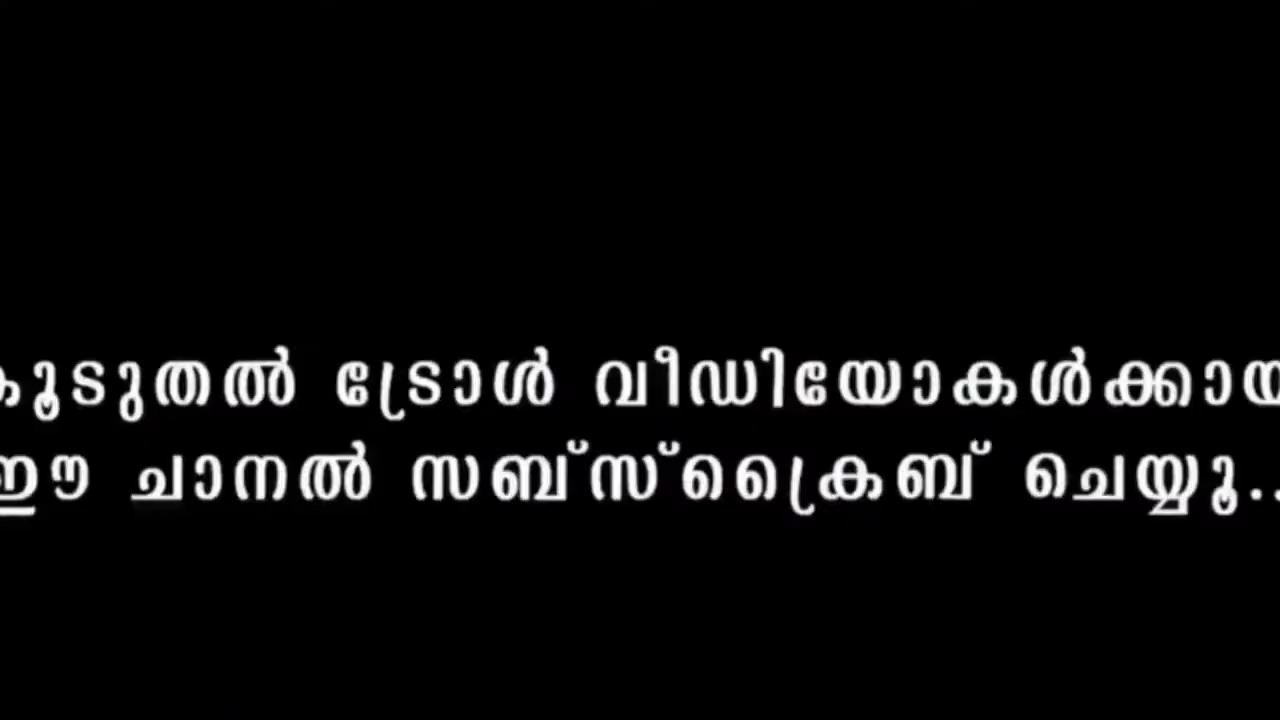 കൂടുതൽ ട്രോൾ വീഡിയോകൾക്കായ
ഈ ചാനൽ സബ്സ്ക്രൈബ് ചെയ്യൂ..